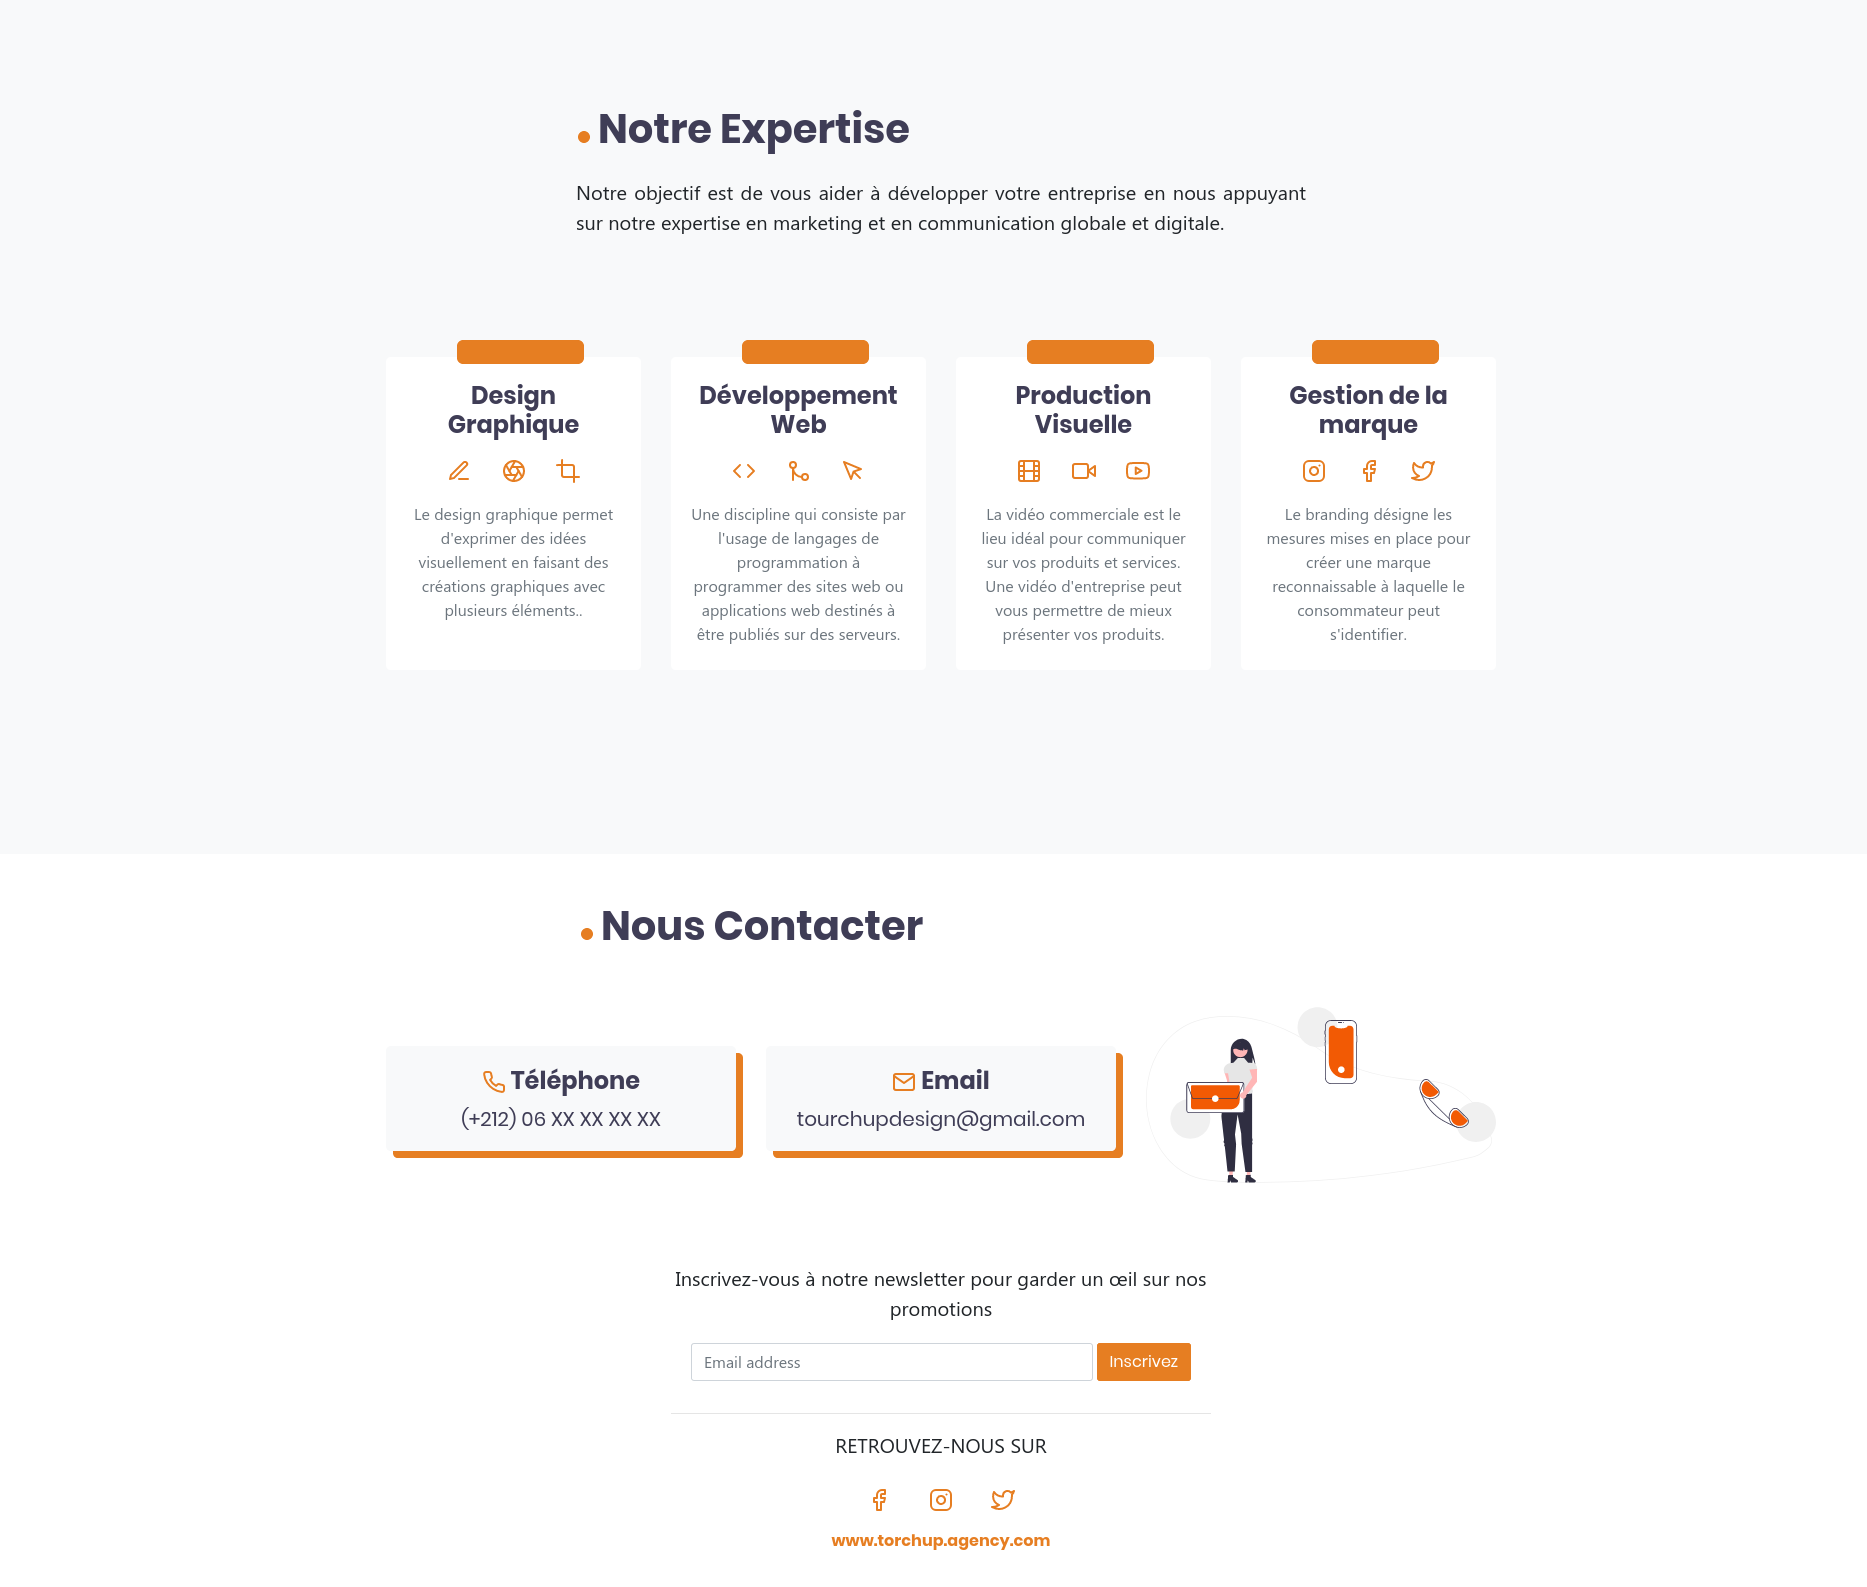 Notre Expertise
Notre objectif est de vous aider à développer votre entreprise en nous appuyant
sur notre expertise en marketing et en communication globale et digitale.
Design
Graphique
Le design graphique permet
d'exprimer des idées
visuellement en faisant des
créations graphiques avec
plusieurs éléments..
Développement
Web
Une discipline qui consiste par
l'usage de langages de
programmation à
programmer des sites web ou
applications web destinés à
être publiés sur des serveurs.
Production
Visuelle
La vidéo commerciale est le
lieu idéal pour communiquer
sur vos produits et services.
Une vidéo d'entreprise peut
vous permettre de mieux
présenter vos produits.
Gestion de la
marque
Le branding désigne les
mesures mises en place pour
créer une marque
reconnaissable à laquelle le
consommateur peut
s'identifier.
Nous Contacter
Téléphone
(+212) 06 XX XX XX XX
Email
tourchupdesign@gmail.com
Inscrivez-vous à notre newsletter pour garder un œil sur nos
promotions
Email address
Inscrivez
RETROUVEZ-NOUS SUR
www.torchup.agency.com